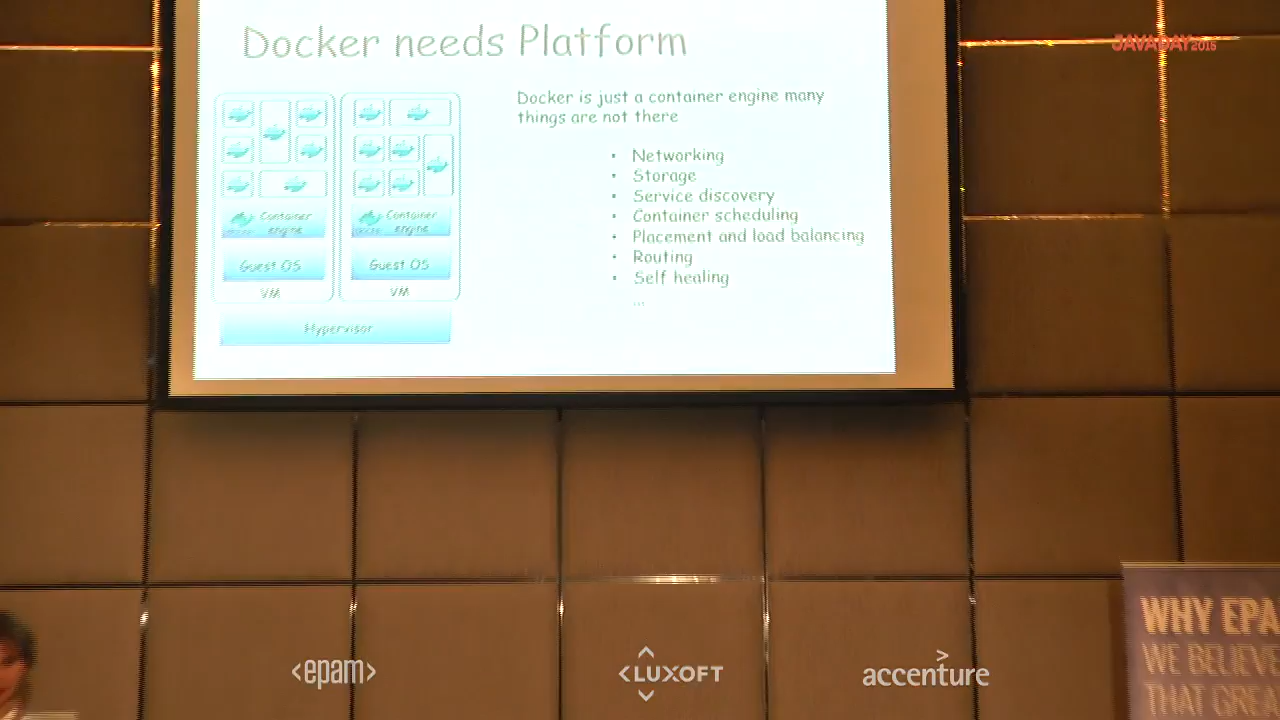 Docker needs Platform
JAVADAY2015
Docker is just a container engine many
things are not there
• Networking
• Storage
• Service discovery
• Container scheduling
• Placement and load balancing
• Routing
• Self healing
...
Container
engine
Guest OS
VM
Container
engine
Guest OS
VM
Hypervisor
<epam>
LUXOFT
accenture
WHY EPA
WE BELIEVE
THAT GREA